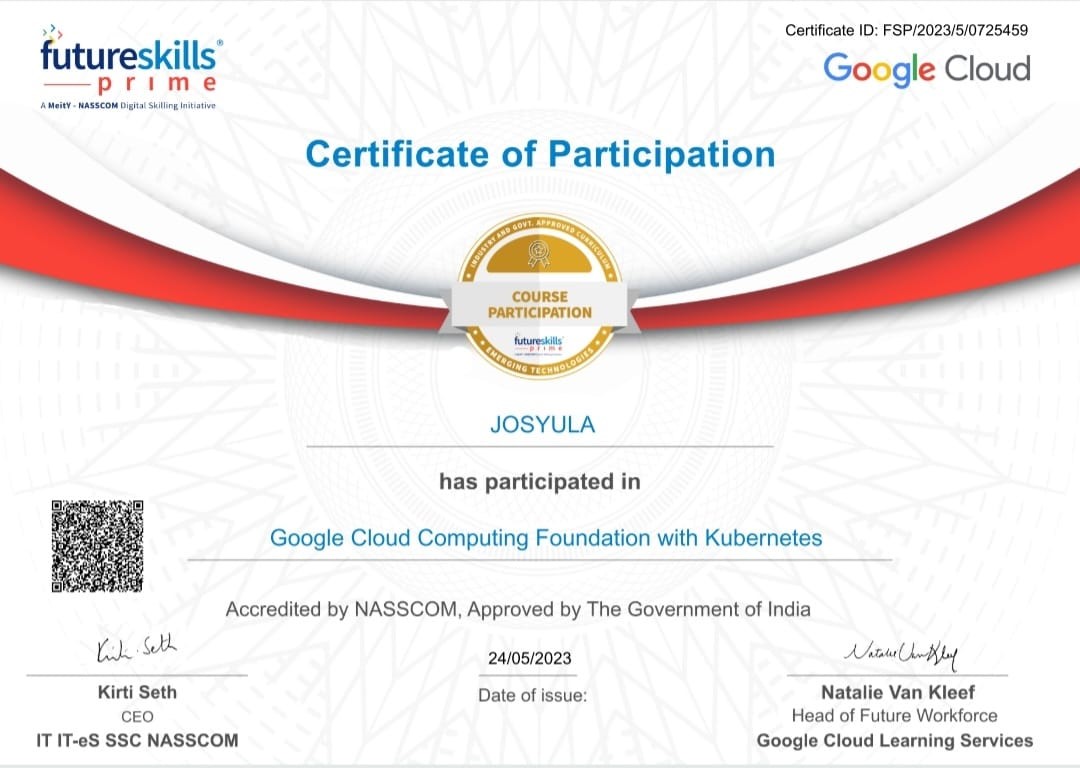 Certificate ID: FSP/2023/5/0725459
futureskills®
prime
A MeitY - NASSCOM Digital Skilling Initiative
Google Cloud
Certificate of Participation
INDUSTRY AND GOVT. APPROVED CURRICULUM
COURSE
PARTICIPATION
futureskills
prime
EMERGING TECHNOLOGIES
JOSYULA
has participated in
Google Cloud Computing Foundation with Kubernetes
Accredited by NASSCOM, Approved by The Government of India
Kirti Seth
24/05/2023
Natalie Van Kleef
Kirti Seth
Date of issue:
Natalie Van Kleef
CEO
Head of Future Workforce
IT IT-eS SSC NASSCOM
Google Cloud Learning Services